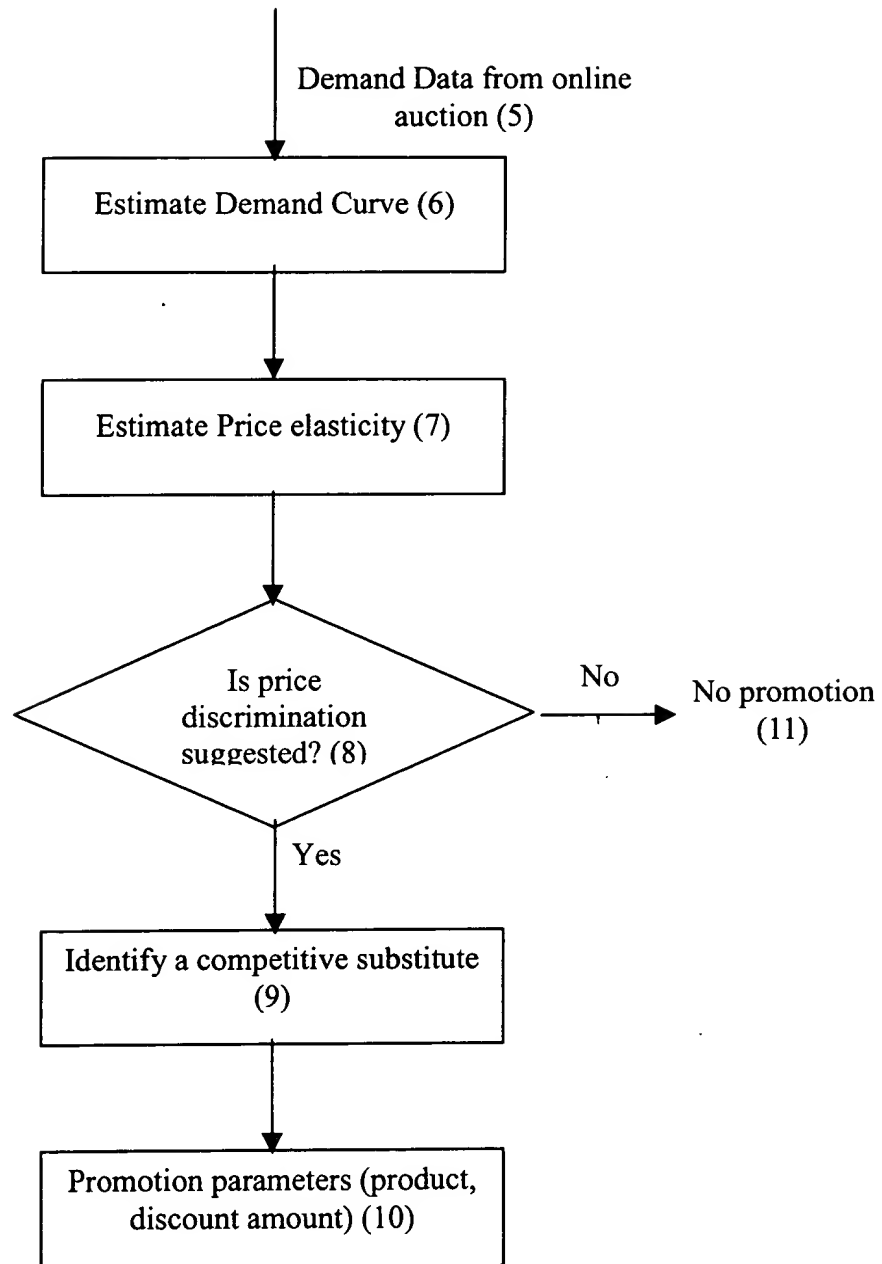 Demand Data from online
auction (5)
Estimate Demand Curve (6)
Estimate Price elasticity (7)
Is price
discrimination
suggested? (8)
No
No promotion
(11)
Yes
Identify a competitive substitute
(9)
Promotion parameters (product,
discount amount) (10)